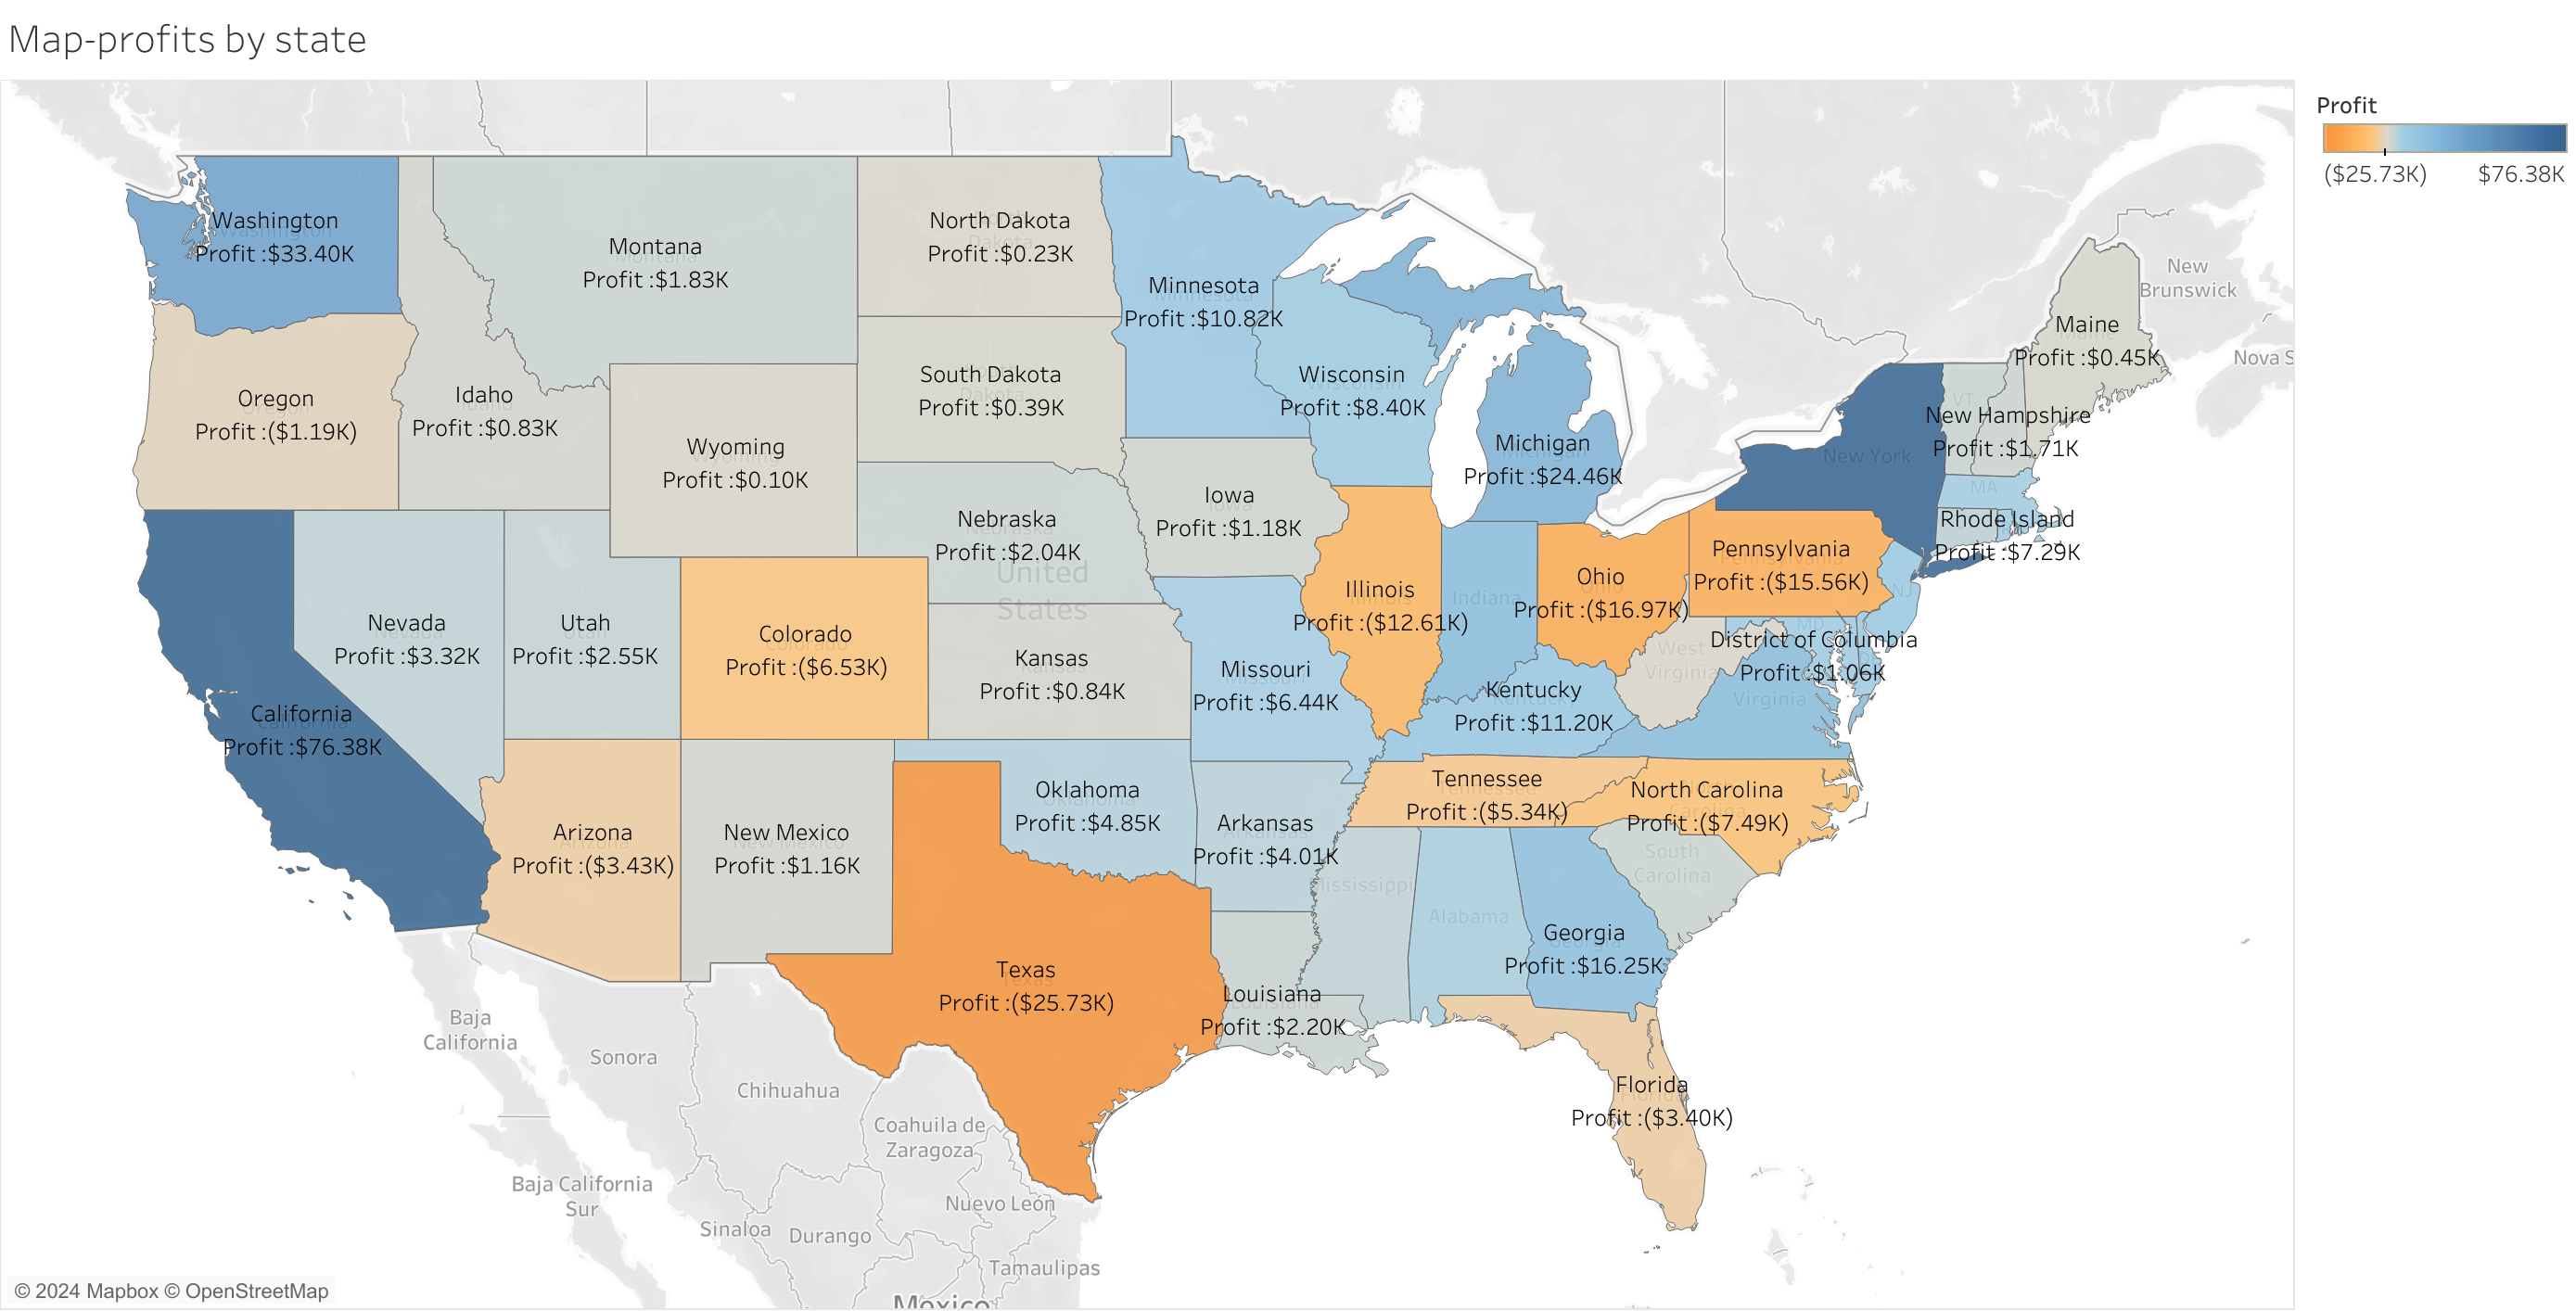 Map-profits by state
Profit
($25.73K) $76.38K
Washington
Profit :$33.40K
Montana
Profit :$1.83K
North Dakota
Profit :$0.23K
Minnesota
Profit :$10.82K
New
Brunswick
Maine
Profit :$0.45K
Nova S
Oregon
Profit :($1.19K)
Idaho
Profit :$0.83K
Wyoming
Profit :$0.10K
South Dakota
Profit :$0.39K
Wisconsin
Profit :$8.40K
Michigan
Profit :$24.46K
New York
VT
New Hampshire
Profit :$1.71K
MA
Rhode Island
Profit :$7.29K
Nebraska
Profit :$2.04K
Iowa
Profit :$1.18K
United
States
Illinois
Profit :($12.61K)
Indiana
Ohio
Profit :($16.97K)
Pennsylvania
Profit :($15.56K)
NJ
Nevada
Profit :$3.32K
Utah
Profit :$2.55K
Colorado
Profit :($6.53K)
Kansas
Profit :$0.84K
Missouri
Profit :$6.44K
Kentucky
Profit :$11.20K
West
Virginia
MD
District of Columbia
Profit :$1.06K
Virginia
California
Profit :$76.38K
Arizona
Profit :($3.43K)
New Mexico
Profit :$1.16K
Oklahoma
Profit :$4.85K
Arkansas
Profit :$4.01K
Tennessee
Profit :($5.34K)
North Carolina
Profit :($7.49K)
South
Carolina
Mississippi
Alabama
Georgia
Profit :$16.25K
Texas
Profit :($25.73K)
Louisiana
Profit :$2.20K
Florida
Profit :($3.40K)
Baja
California
Sonora
Chihuahua
Coahuila de
Zaragoza
Baja California
Sur
Nuevo León
Sinaloa
Durango
Tamaulipas
Mexico
© 2024 Mapbox © OpenStreetMap